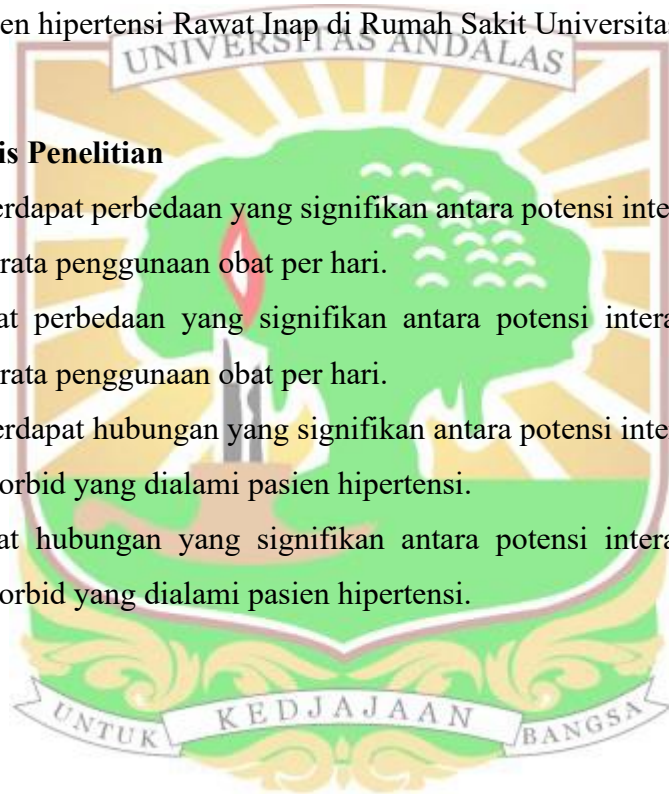 en hipertensi Rawat Inap di Rumah Sakit Universitas
UNIVERSITAS ANDALAS
is Penelitian
erdapat perbedaan yang signifikan antara potensi inte
rata penggunaan obat per hari.
at perbedaan yang signifikan antara potensi intera
rata penggunaan obat per hari.
erdapat hubungan yang signifikan antara potensi inte
orbid yang dialami pasien hipertensi.
at hubungan yang signifikan antara potensi intera
orbid yang dialami pasien hipertensi.
UNTUK KEDJAJAAN BANGSA